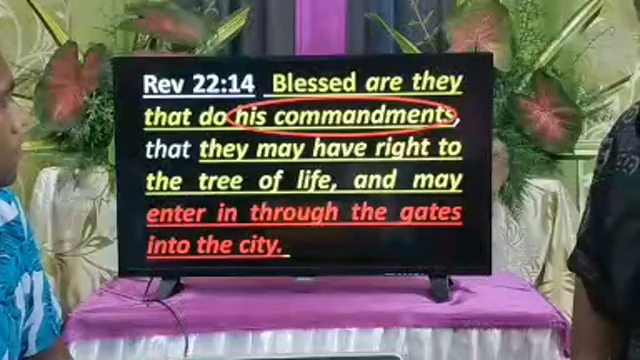 Rev 22:14 Blessed are they
that do his commandments,
that they may have right to
the tree of life, and may
enter in through the gates
into the city.